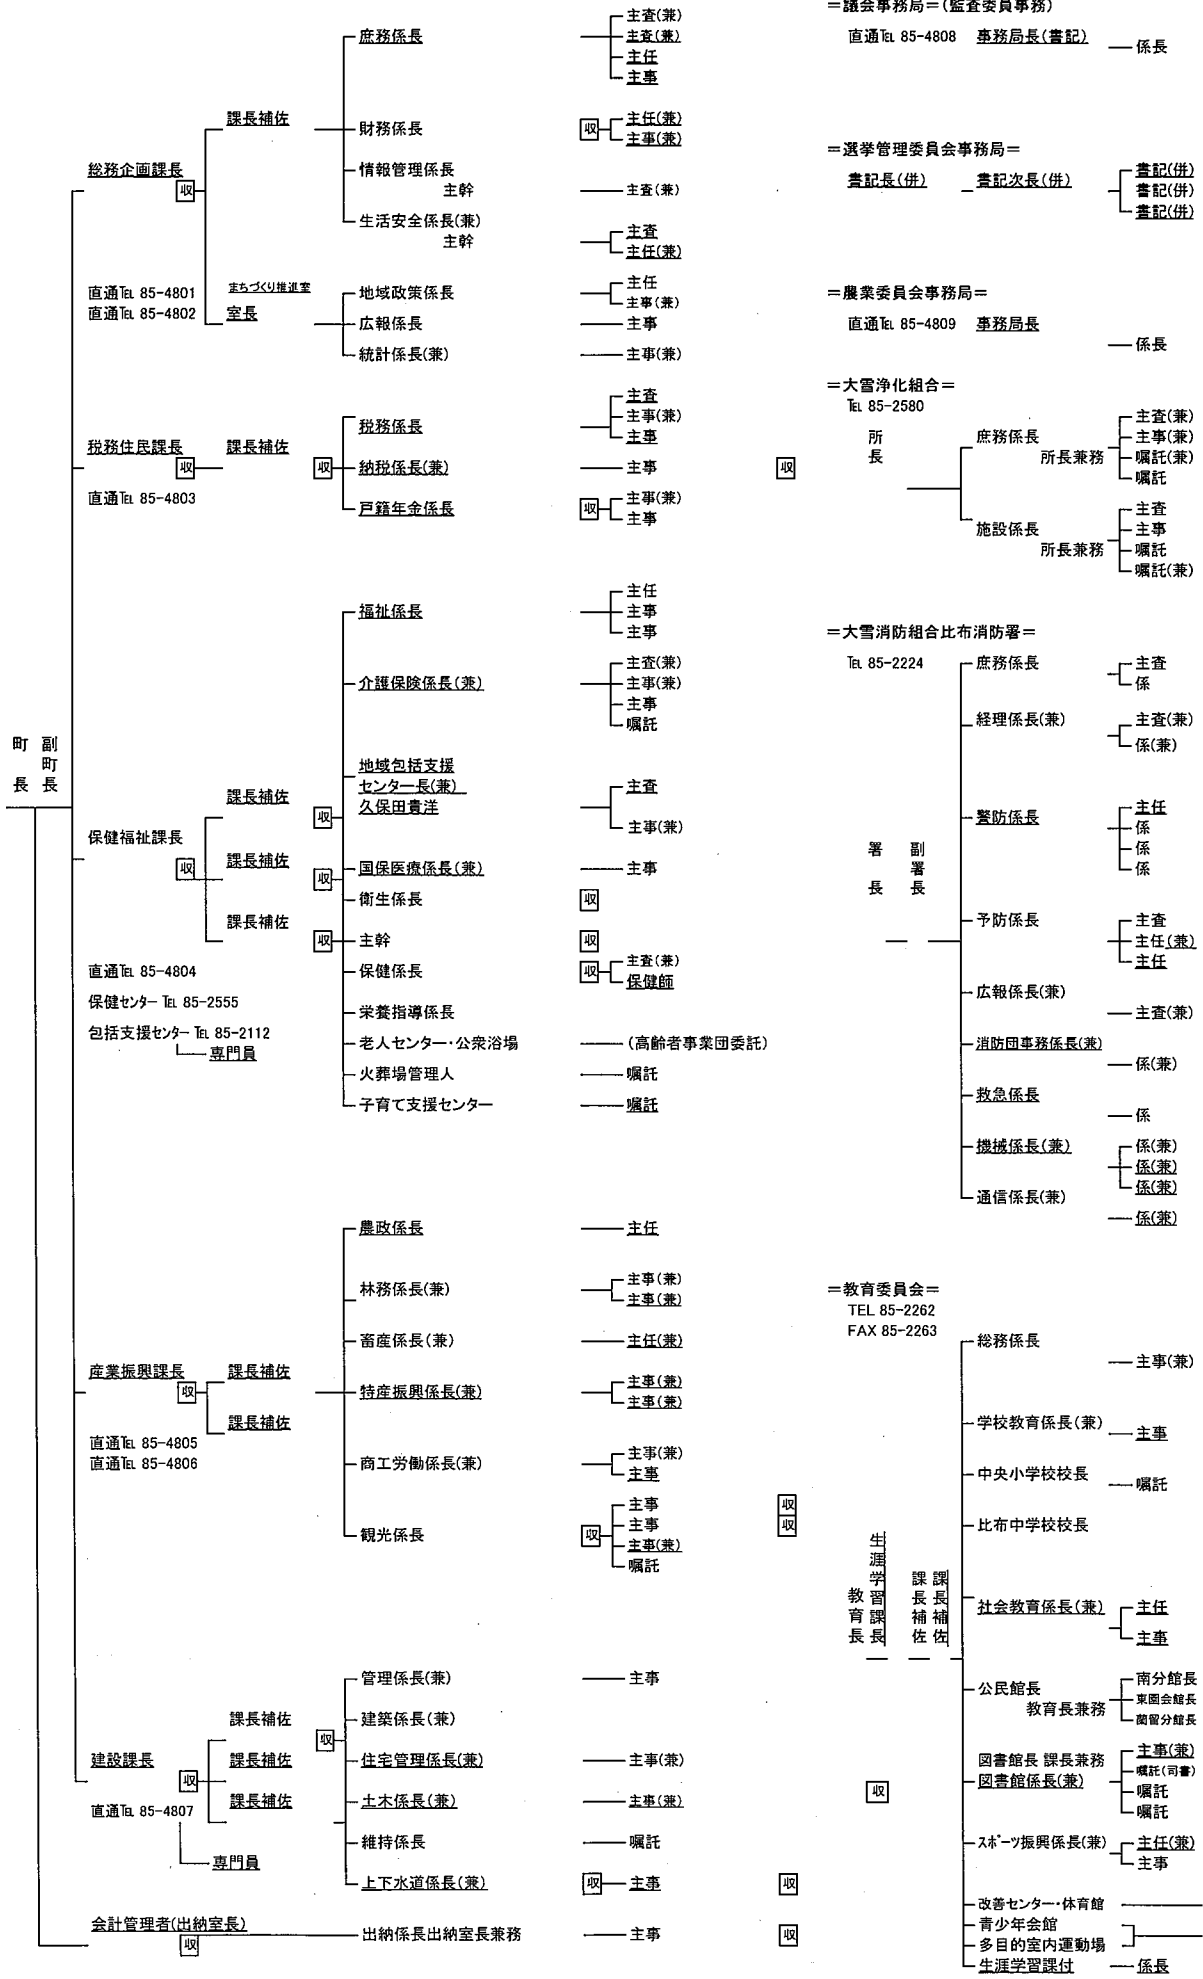 町長
副町長
総務企画課長
収
直通℡ 85-4801
直通℡ 85-4802
課長補佐
庶務係長
主査(兼)
主査(兼)
主任
主事
財務係長
収
主任(兼)
主事(兼)
情報管理係長
主幹
主査(兼)
生活安全係長(兼)
主幹
主査
主任(兼)
まちづくり推進室
室長
地域政策係長
主任
主事(兼)
広報係長
主事
統計係長(兼)
主事(兼)
税務住民課長
収
直通℡ 85-4803
課長補佐
収
税務係長
主査
主事(兼)
主事
納税係長(兼)
主事
収
戸籍年金係長
収
主事(兼)
主事
保健福祉課長
収
直通℡ 85-4804
保健センター ℡ 85-2555
包括支援センター ℡ 85-2112
専門員
課長補佐
収
課長補佐
収
課長補佐
収
福祉係長
主任
主事
主事
介護保険係長(兼)
主査(兼)
主事(兼)
主事
嘱託
地域包括支援
センター長(兼)
久保田貴洋
主査
主事(兼)
国保医療係長(兼)
主事
衛生係長
収
主幹
収
保健係長
収
主査(兼)
保健師
栄養指導係長
老人センター・公衆浴場
(高齢者事業団委託)
火葬場管理人
嘱託
子育て支援センター
嘱託
産業振興課長
収
直通℡ 85-4805
直通℡ 85-4806
課長補佐
課長補佐
農政係長
主任
林務係長(兼)
主事(兼)
主事(兼)
畜産係長(兼)
主任(兼)
特産振興係長(兼)
主事(兼)
主事(兼)
商工労働係長(兼)
主事(兼)
主事
観光係長
収
主事
主事
主事(兼)
嘱託
収
収
建設課長
収
直通℡ 85-4807
専門員
課長補佐
課長補佐
課長補佐
収
管理係長(兼)
主事
建築係長(兼)
住宅管理係長(兼)
主事(兼)
土木係長(兼)
主事(兼)
維持係長
嘱託
上下水道係長(兼)
収
主事
収
会計管理者(出納室長)
収
出納係長出納室長兼務
主事
収
=議会事務局=(監査委員事務)
直通℡ 85-4808 事務局長(書記)
係長
=選挙管理委員会事務局=
書記長(併)
書記次長(併)
書記(併)
書記(併)
書記(併)
=農業委員会事務局=
直通℡ 85-4809 事務局長
係長
=大雪浄化組合=
℡ 85-2580
所長
庶務係長
所長兼務
主査(兼)
主事(兼)
嘱託(兼)
嘱託
施設係長
所長兼務
主査
主事
嘱託
嘱託(兼)
=大雪消防組合比布消防署=
℡ 85-2224
署長
副署長
庶務係長
主査
係
経理係長(兼)
主査(兼)
係(兼)
警防係長
主任
係
係
係
予防係長
主査
主任(兼)
主任
広報係長(兼)
主査(兼)
消防団事務係長(兼)
係(兼)
救急係長
係
機械係長(兼)
係(兼)
係(兼)
係(兼)
通信係長(兼)
係(兼)
=教育委員会=
TEL 85-2262
FAX 85-2263
教育長
生涯学習課長
課長補佐
課長補佐
総務係長
主事(兼)
学校教育係長(兼)
主事
中央小学校校長
嘱託
比布中学校校長
社会教育係長(兼)
主任
主事
公民館長
教育長兼務
南分館長
東園会館長
蘭留分館長
図書館長 課長兼務
図書館係長(兼)
収
主事(兼)
嘱託(司書)
嘱託
嘱託
スポーツ振興係長(兼)
主任(兼)
主事
改善センター・体育館
青少年会館
多目的室内運動場
生涯学習課付
係長